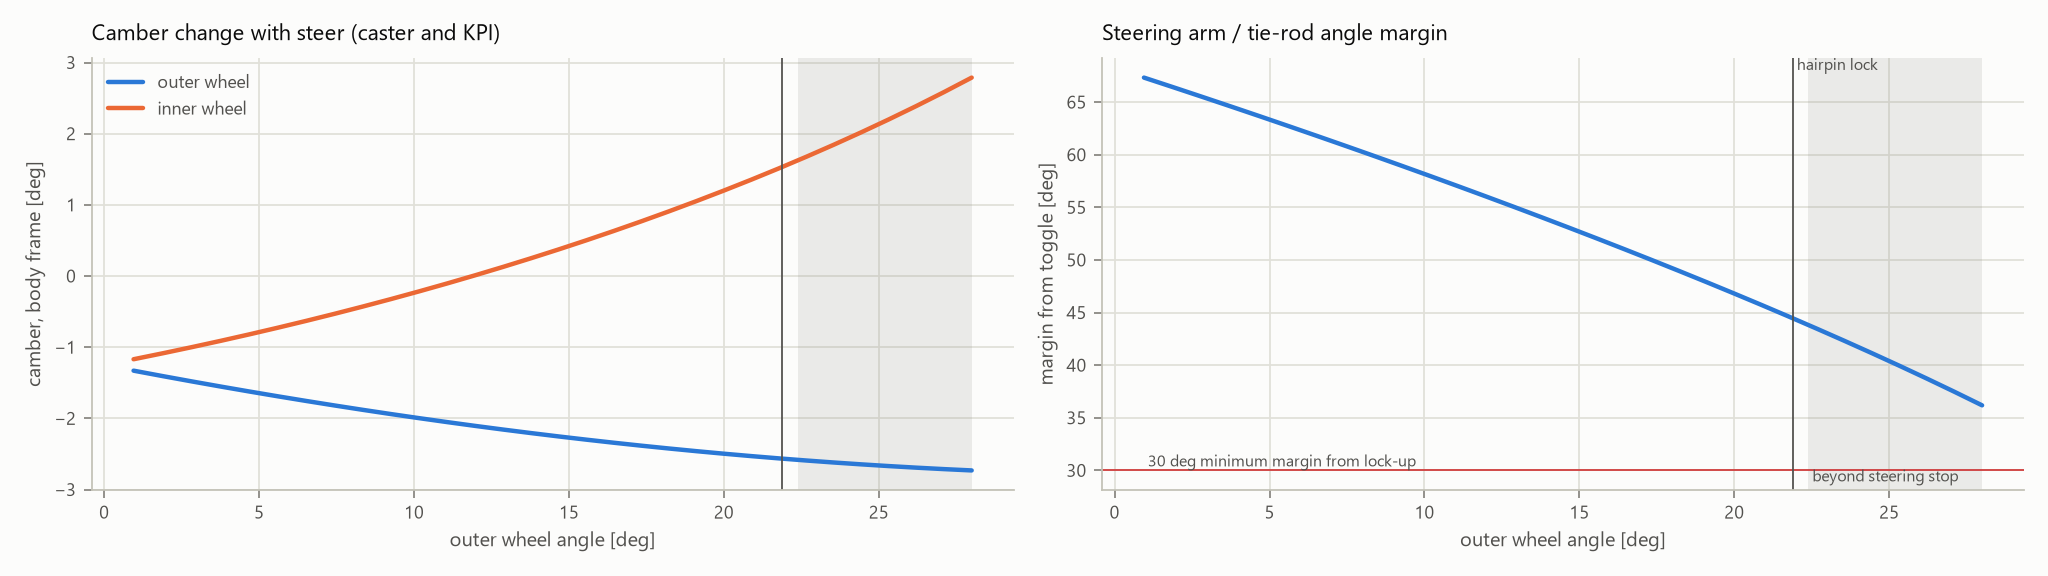 Camber change with steer (caster and KPI)
outer wheel
inner wheel
camber, body frame [deg]
3
2
1
0
−1
−2
−3
0
5
10
15
20
25
outer wheel angle [deg]
Steering arm / tie-rod angle margin
hairpin lock
margin from toggle [deg]
65
60
55
50
45
40
35
30
30 deg minimum margin from lock-up
beyond steering stop
0
5
10
15
20
25
outer wheel angle [deg]